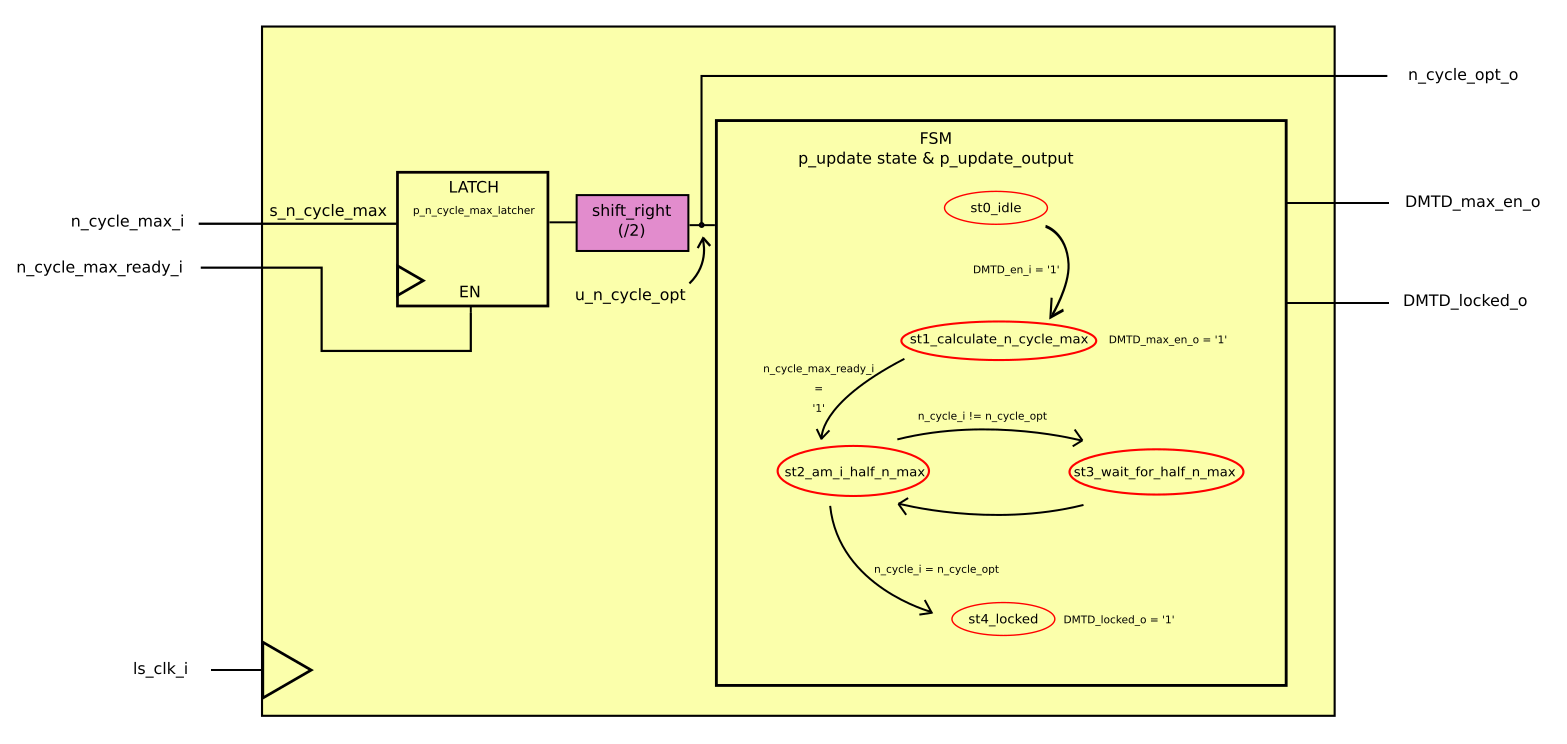 n_cycle_opt_o
FSM
p_update state & p_update_output
LATCH
p_n_cycle_max_latcher
EN
s_n_cycle_max
n_cycle_max_i
n_cycle_max_ready_i
shift_right
(/2)
u_n_cycle_opt
st0_idle
DMTD_en_i = '1'
st1_calculate_n_cycle_max
DMTD_max_en_o = '1'
n_cycle_max_ready_i
=
'1'
n_cycle_i != n_cycle_opt
st2_am_i_half_n_max
st3_wait_for_half_n_max
n_cycle_i = n_cycle_opt
st4_locked
DMTD_locked_o = '1'
DMTD_max_en_o
DMTD_locked_o
ls_clk_i